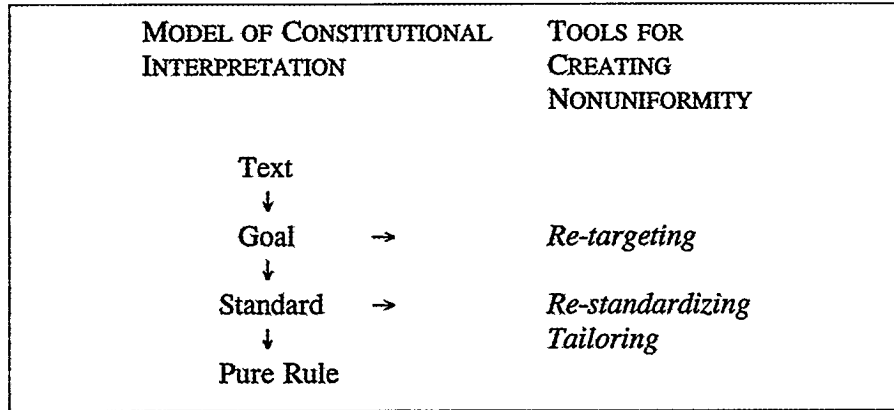 MODEL OF CONSTITUTIONAL TOOLS FOR
INTERPRETATION CREATING
NONUNIFORMITY
Text
↓
Goal → Re-targeting
↓
Standard → Re-standardizing
↓ Tailoring
Pure Rule